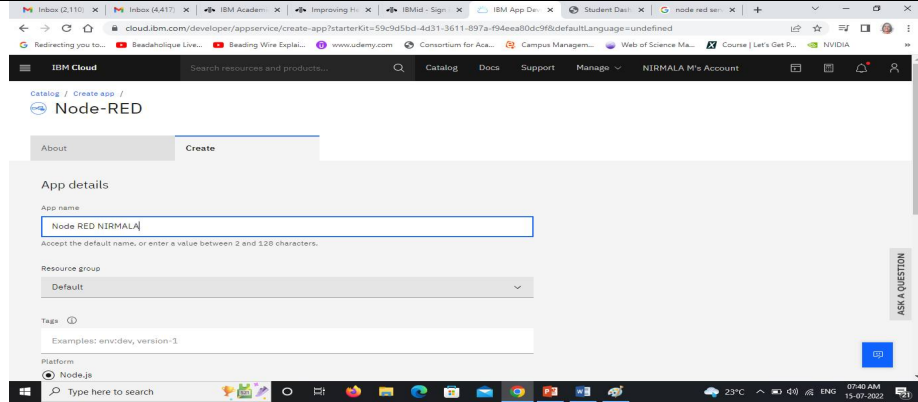 Inbox (2,110)
Inbox (4,417)
IBM Academ
Improving Ha
IBMid - Sign
IBM App Dev
Student Dash
node red ser
cloud.ibm.com/developer/appservice/create-app?starterKit=59c9d5bd-4d31-3611-897a-f94eea80dc9f&defaultLanguage=undefined
Redirecting you to...
Beadaholique Live...
Beading Wire Explai...
www.udemy.com
Consortium for Aca...
Campus Managem...
Web of Science Ma...
Course | Let's Get P...
NVIDIA
IBM Cloud
Search resources and products...
Catalog
Docs
Support
Manage
NIRMALA M's Account
Catalog / Create app /
Node-RED
About
Create
App details
App name
Node RED NIRMALA
Accept the default name, or enter a value between 2 and 128 characters.
Resource group
Default
Tags
Examples: env:dev, version-1
Platform
Node.js
ASK A QUESTION
Type here to search
23°C
ENG
07:40 AM
15-07-2022
21